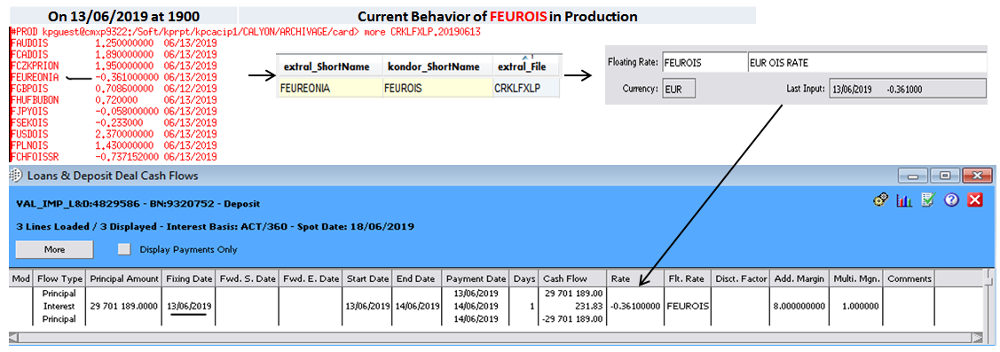 On 13/06/2019 at 1900
Current Behavior of FEUROIS in Production
#PROD kpguest@cmxp9322:/Soft/kprpt/kpcacip1/CALYON/ARCHIVAGE/card> more CRKLFXLP.20190613
FAUDOIS 1.250000000 06/13/2019
FCADOIS 1.890000000 06/13/2019
FCZKPRION 1.950000000 06/13/2019
FEUREONIA -0.361000000 06/13/2019
FGBPOIS 0.708600000 06/12/2019
FHUFBUBON 0.720000 06/13/2019
FJPYOIS -0.058000000 06/13/2019
FSEKOIS -0.233000 06/13/2019
FUSDOIS 2.370000000 06/13/2019
FPLNOIS 1.430000000 06/13/2019
FCHFOISSR -0.737152000 06/13/2019
extral_ShortName kondor_ShortName extral_File
FEUREONIA FEUROIS CRKLFXLP
Floating Rate: FEUROIS EUR OIS RATE
Currency: EUR Last Input: 13/06/2019 -0.361000
Loans & Deposit Deal Cash Flows
VAL_IMP_L&D:4829586 - BN:9320752 - Deposit
3 Lines Loaded / 3 Displayed - Interest Basis: ACT/360 - Spot Date: 18/06/2019
More Display Payments Only
Mod Flow Type Principal Amount Fixing Date Fwd. S. Date Fwd. E. Date Start Date End Date Payment Date Days Cash Flow Rate Flt. Rate Disct. Factor Add. Margin Multi. Mgn. Comments
Principal 13/06/2019 29 701 189.00
Interest 29 701 189.0000 13/06/2019 13/06/2019 14/06/2019 14/06/2019 1 231.83 -0.36100000 FEUROIS 8.000000000 1.000000
Principal 14/06/2019 -29 701 189.00